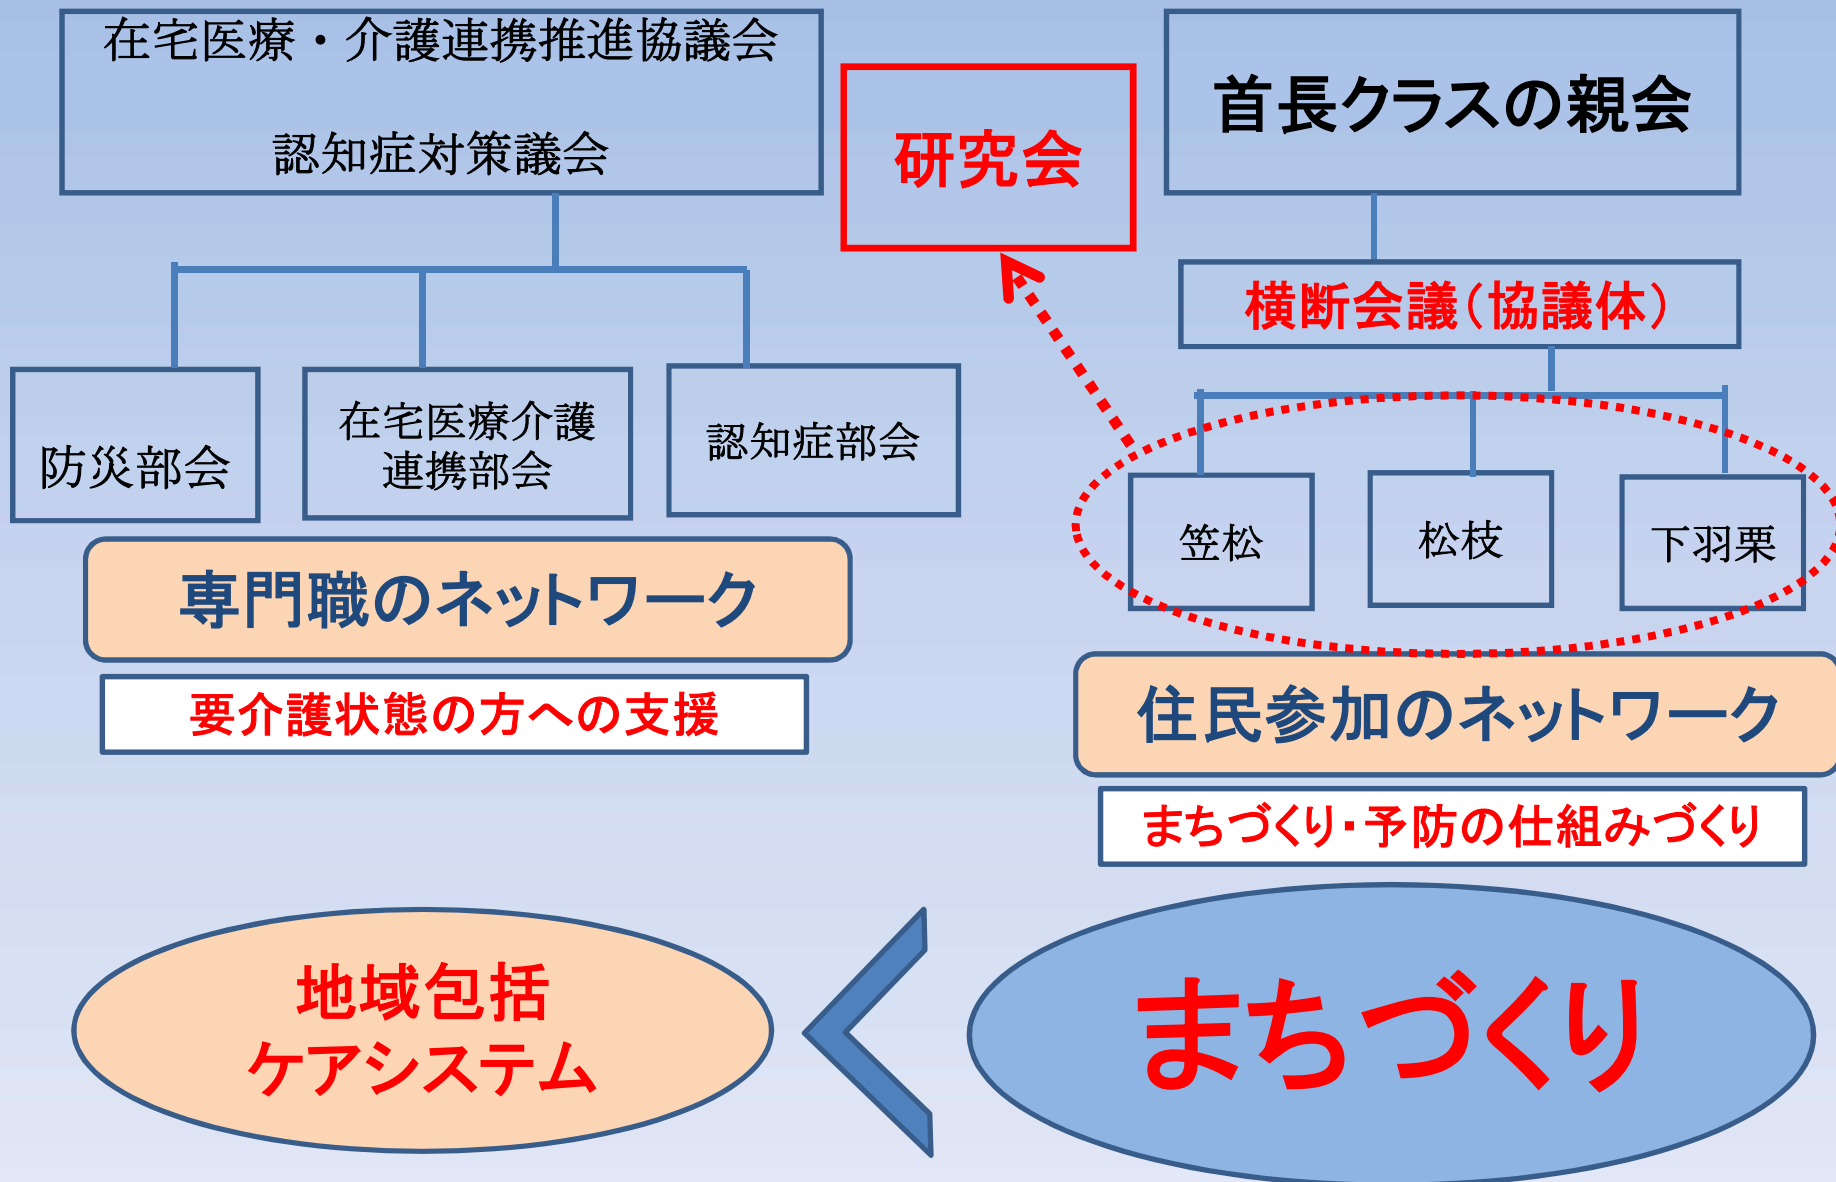 在宅医療・介護連携推進協議会
認知症対策議会
研究会
首長クラスの親会
横断会議(協議体)
防災部会
在宅医療介護
連携部会
認知症部会
笠松
松枝
下羽栗
専門職のネットワーク
要介護状態の方への支援
住民参加のネットワーク
まちづくり・予防の仕組みづくり
地域包括
ケアシステム
まちづくり